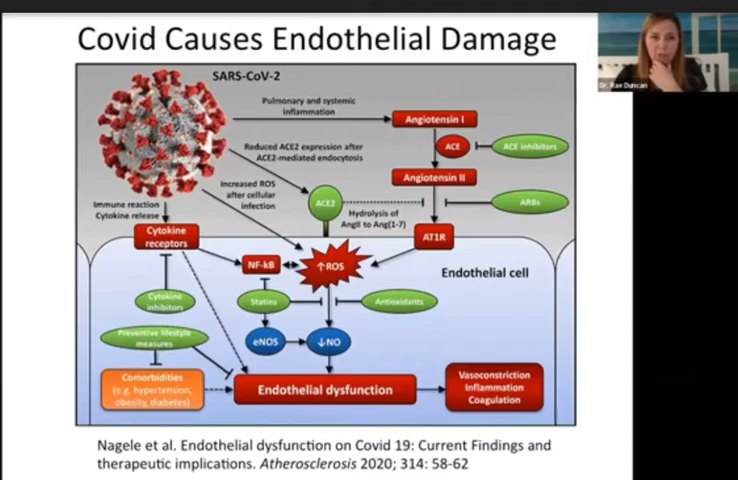 Covid Causes Endothelial Damage
Dr. Rae Duncan
SARS-CoV-2
Pulmonary and systemic
inflammation
Angiotensin I
ACE
ACE inhibitors
Reduced ACE2 expression after
ACE2-mediated endocytosis
Angiotensin II
Increased ROS
after cellular
infection
ACE2
ARBs
Immune reaction
Cytokine release
Hydrolysis of
AngII to Ang(1-7)
Cytokine
receptors
AT1R
NF-kB
↑ROS
Endothelial cell
Cytokine
inhibitors
Statins
Antioxidants
Preventive lifestyle
measures
eNOS
↓NO
Comorbidities
(e.g. hypertension,
obesity, diabetes)
Endothelial dysfunction
Vasoconstriction
Inflammation
Coagulation
Nagele et al. Endothelial dysfunction on Covid 19: Current Findings and
therapeutic implications. Atherosclerosis 2020; 314: 58-62